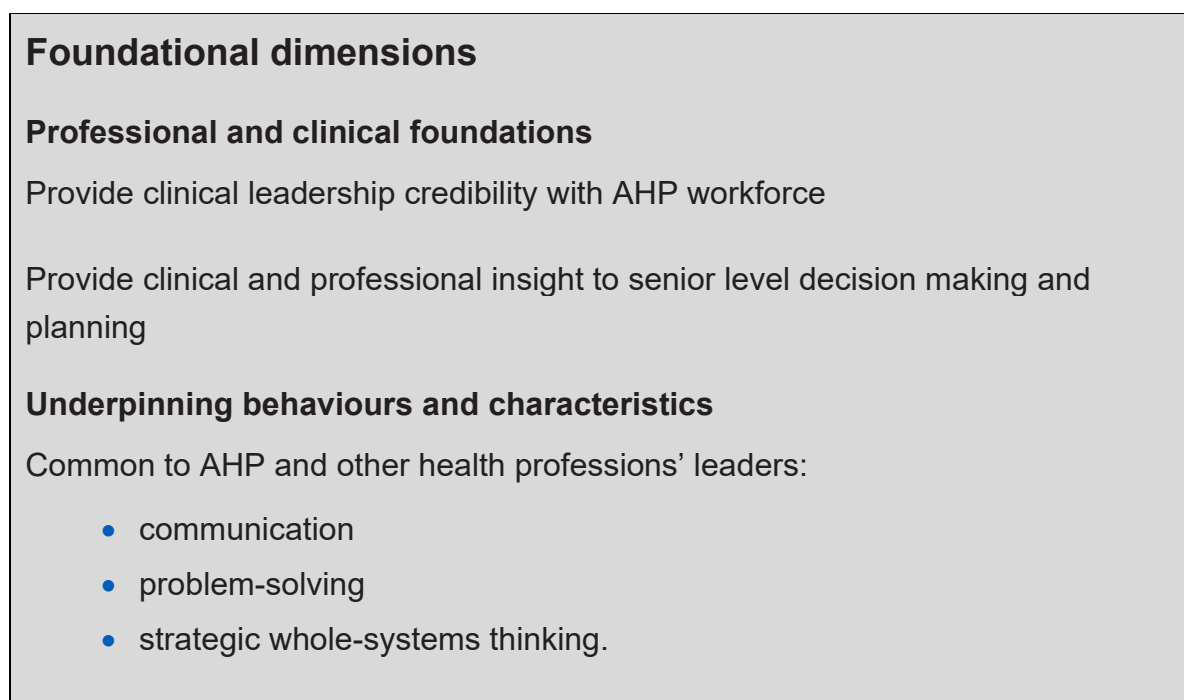 Foundational dimensions
Professional and clinical foundations
Provide clinical leadership credibility with AHP workforce
Provide clinical and professional insight to senior level decision making and
planning
Underpinning behaviours and characteristics
Common to AHP and other health professions’ leaders:
• communication
• problem-solving
• strategic whole-systems thinking.